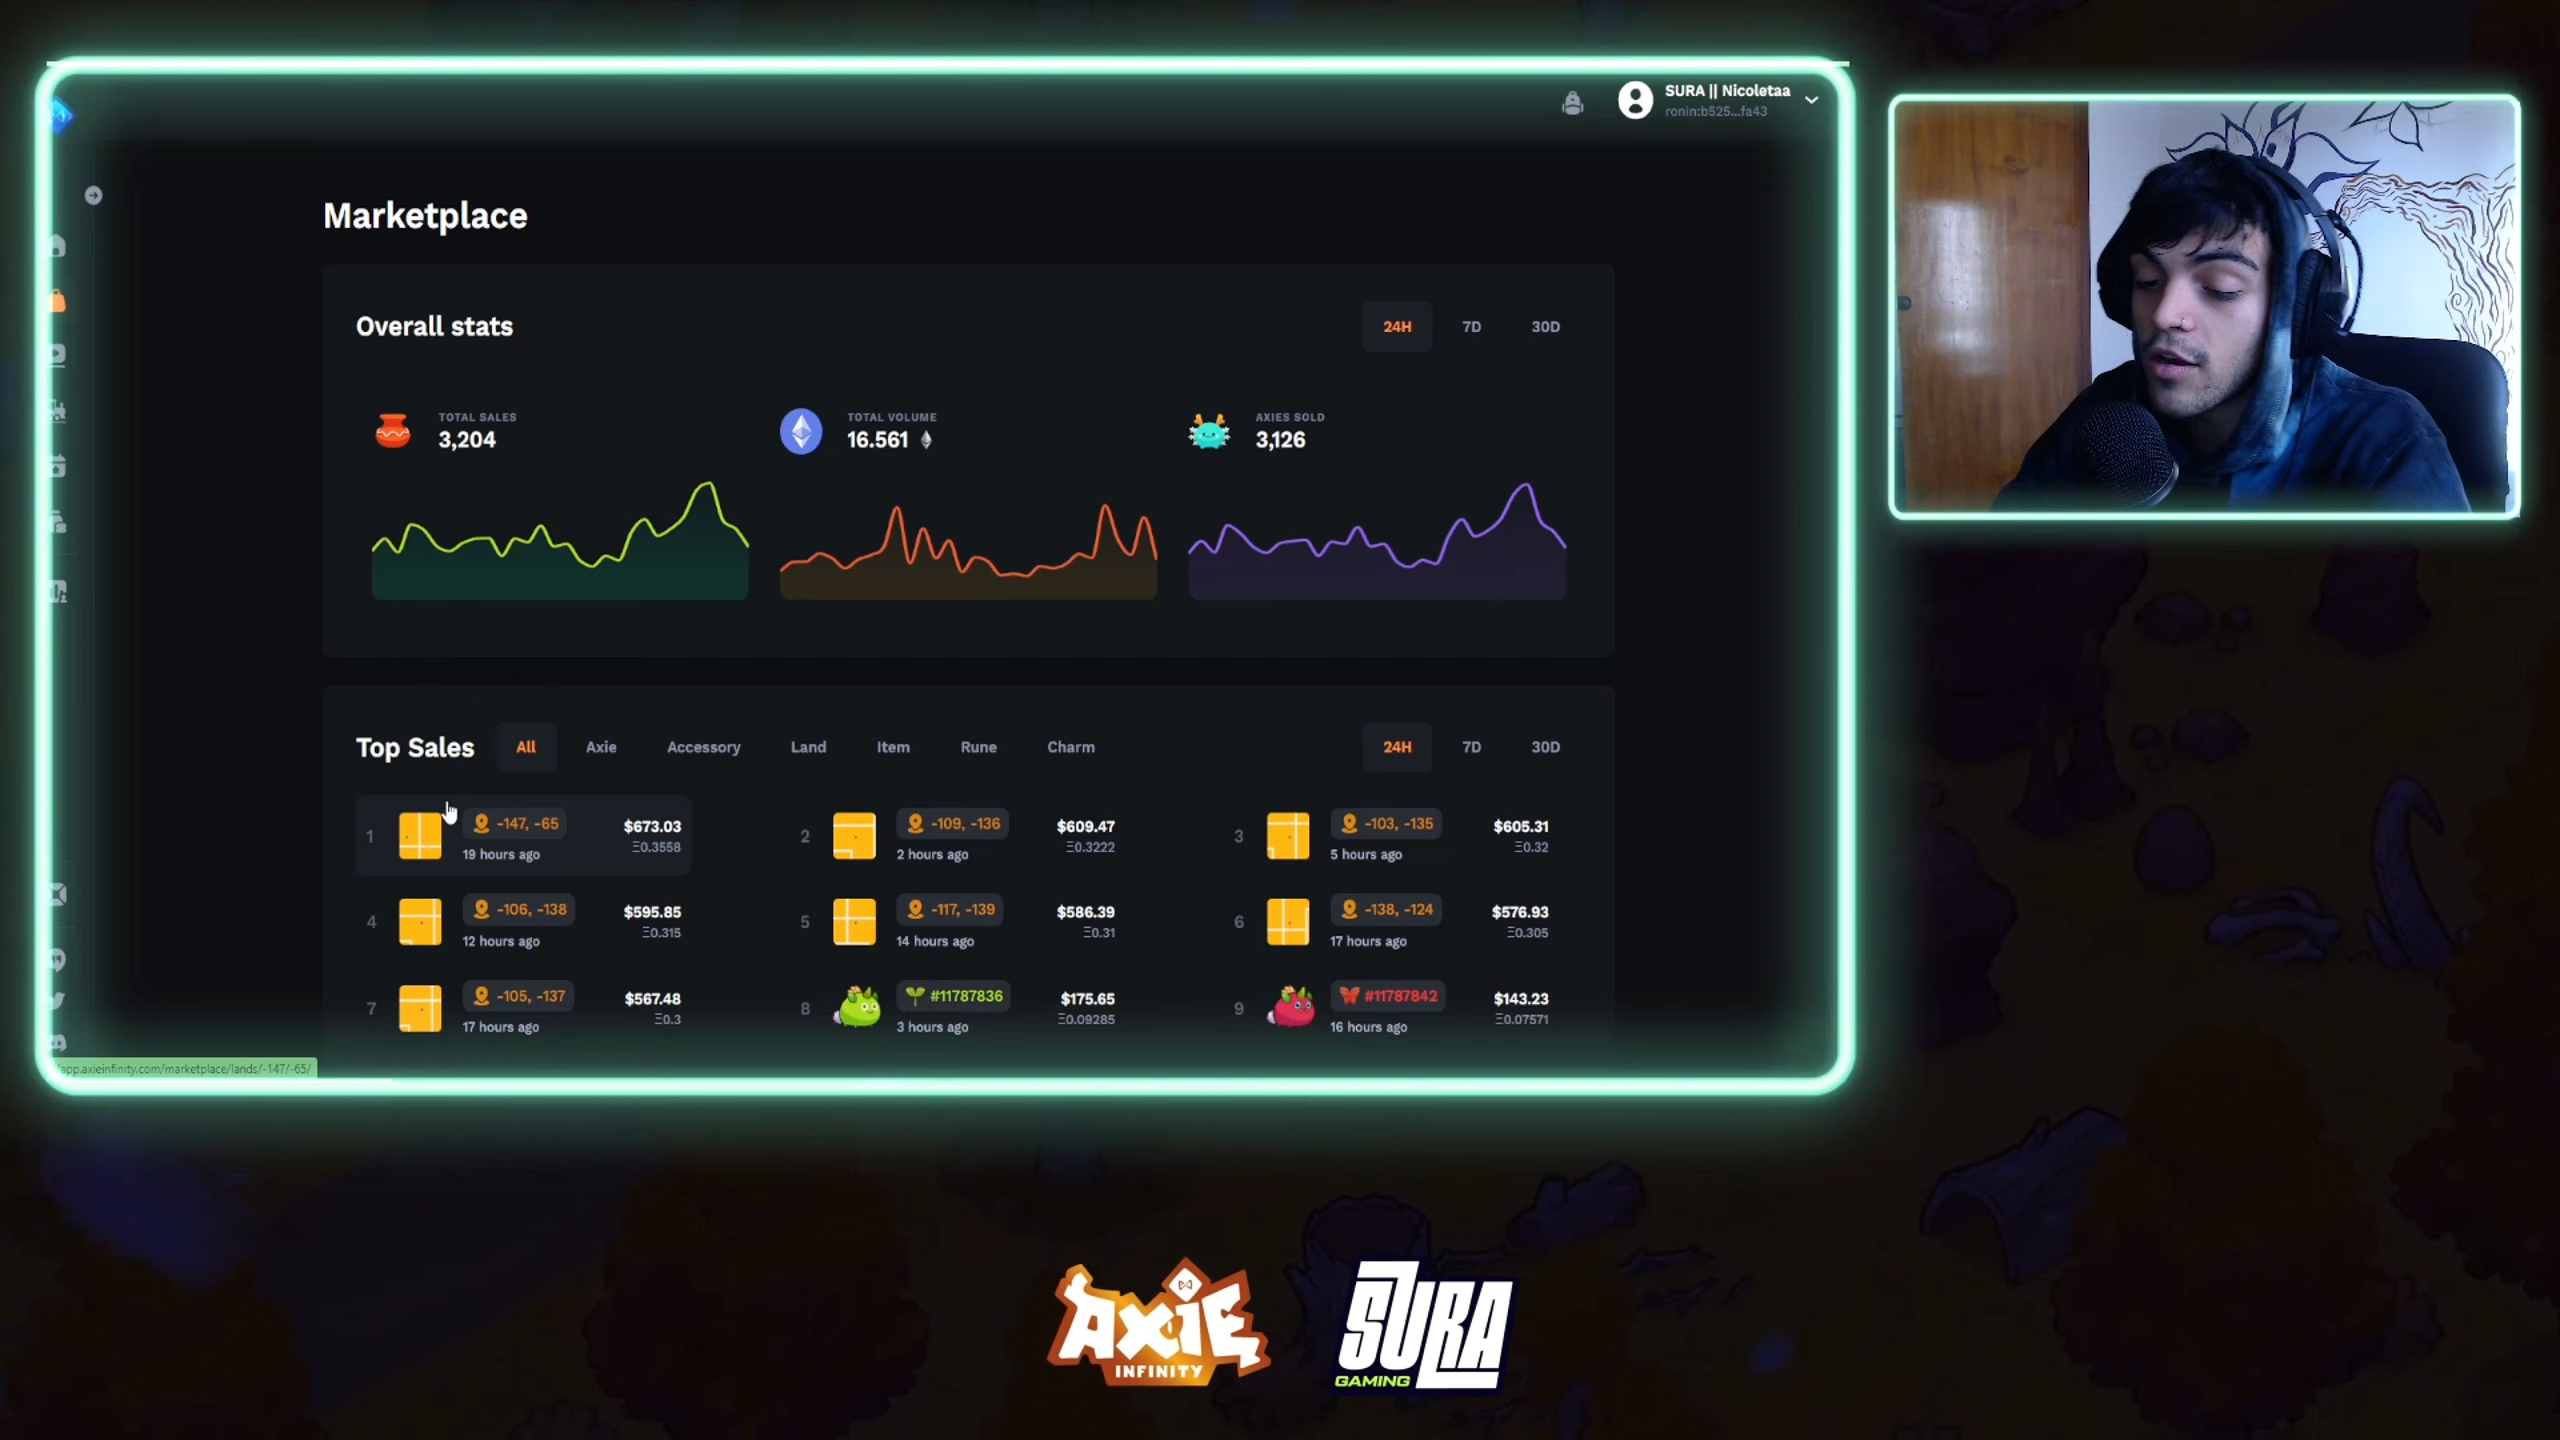 SURA || Nicoletaa
ronin:b525...fa43
Marketplace
Overall stats
24H 7D 30D
TOTAL SALES
3,204
TOTAL VOLUME
16.561
AXIES SOLD
3,126
Top Sales All Axie Accessory Land Item Rune Charm 24H 7D 30D
1 -147, -65 $673.03
19 hours ago Ξ0.3558
2 -109, -136 $609.47
2 hours ago Ξ0.3222
3 -103, -135 $605.31
5 hours ago Ξ0.32
4 -106, -138 $595.85
12 hours ago Ξ0.315
5 -117, -139 $586.39
14 hours ago Ξ0.31
6 -138, -124 $576.93
17 hours ago Ξ0.305
7 -105, -137 $567.48
17 hours ago Ξ0.3
8 #11787836 $175.65
3 hours ago Ξ0.09285
9 #11787842 $143.23
16 hours ago Ξ0.07571
/app.axieinfinity.com/marketplace/lands/-147/-65/
AXIE
INFINITY
SURA
GAMING